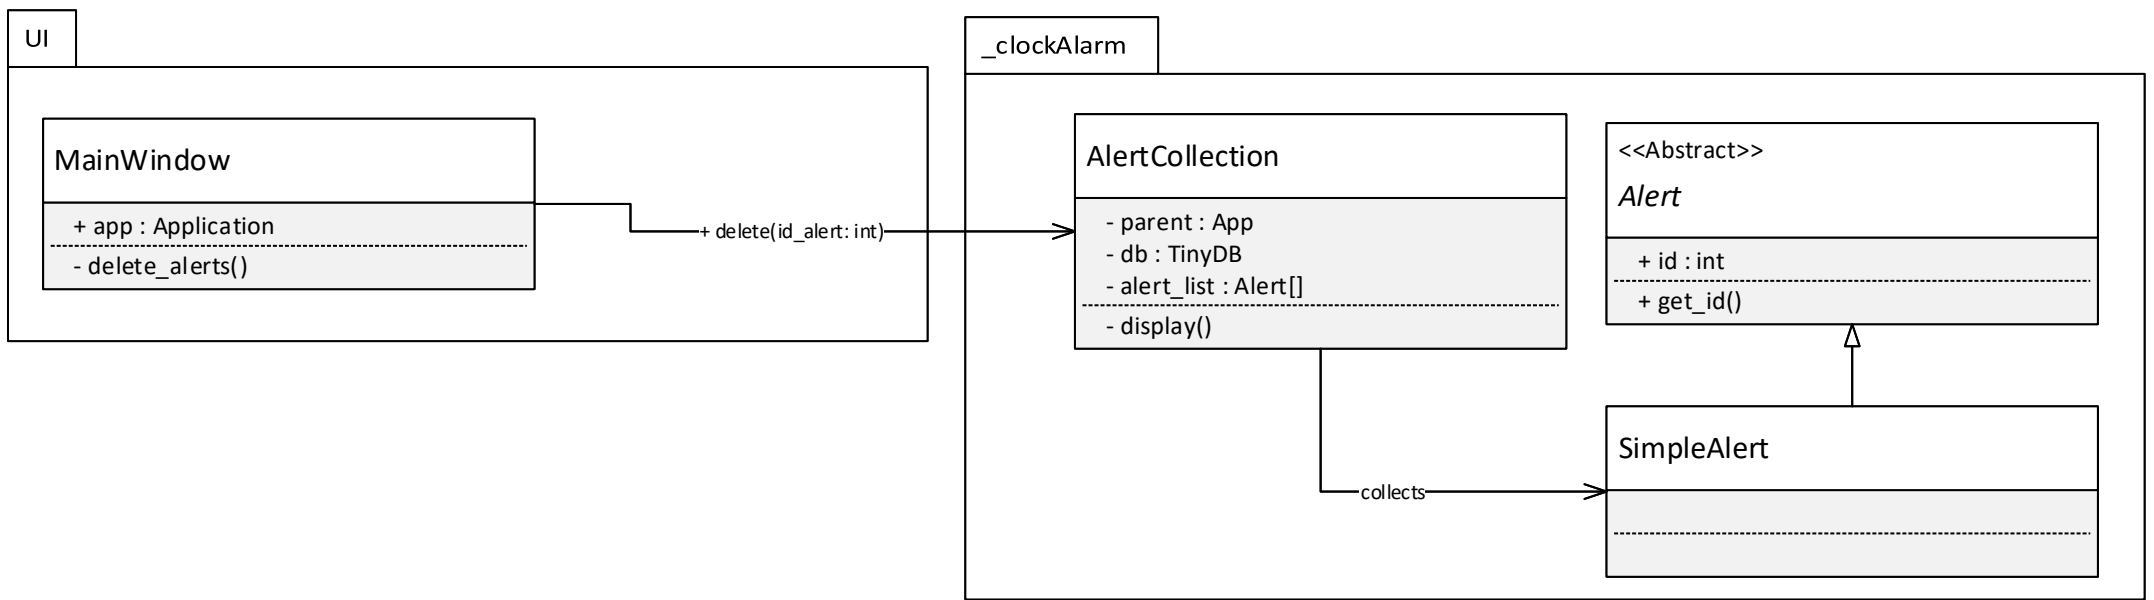 UI
MainWindow
+ app : Application
- delete_alerts()
+ delete(id_alert: int)
_clockAlarm
AlertCollection
- parent : App
- db : TinyDB
- alert_list : Alert[]
- display()
<<Abstract>>
Alert
+ id : int
+ get_id()
collects
SimpleAlert